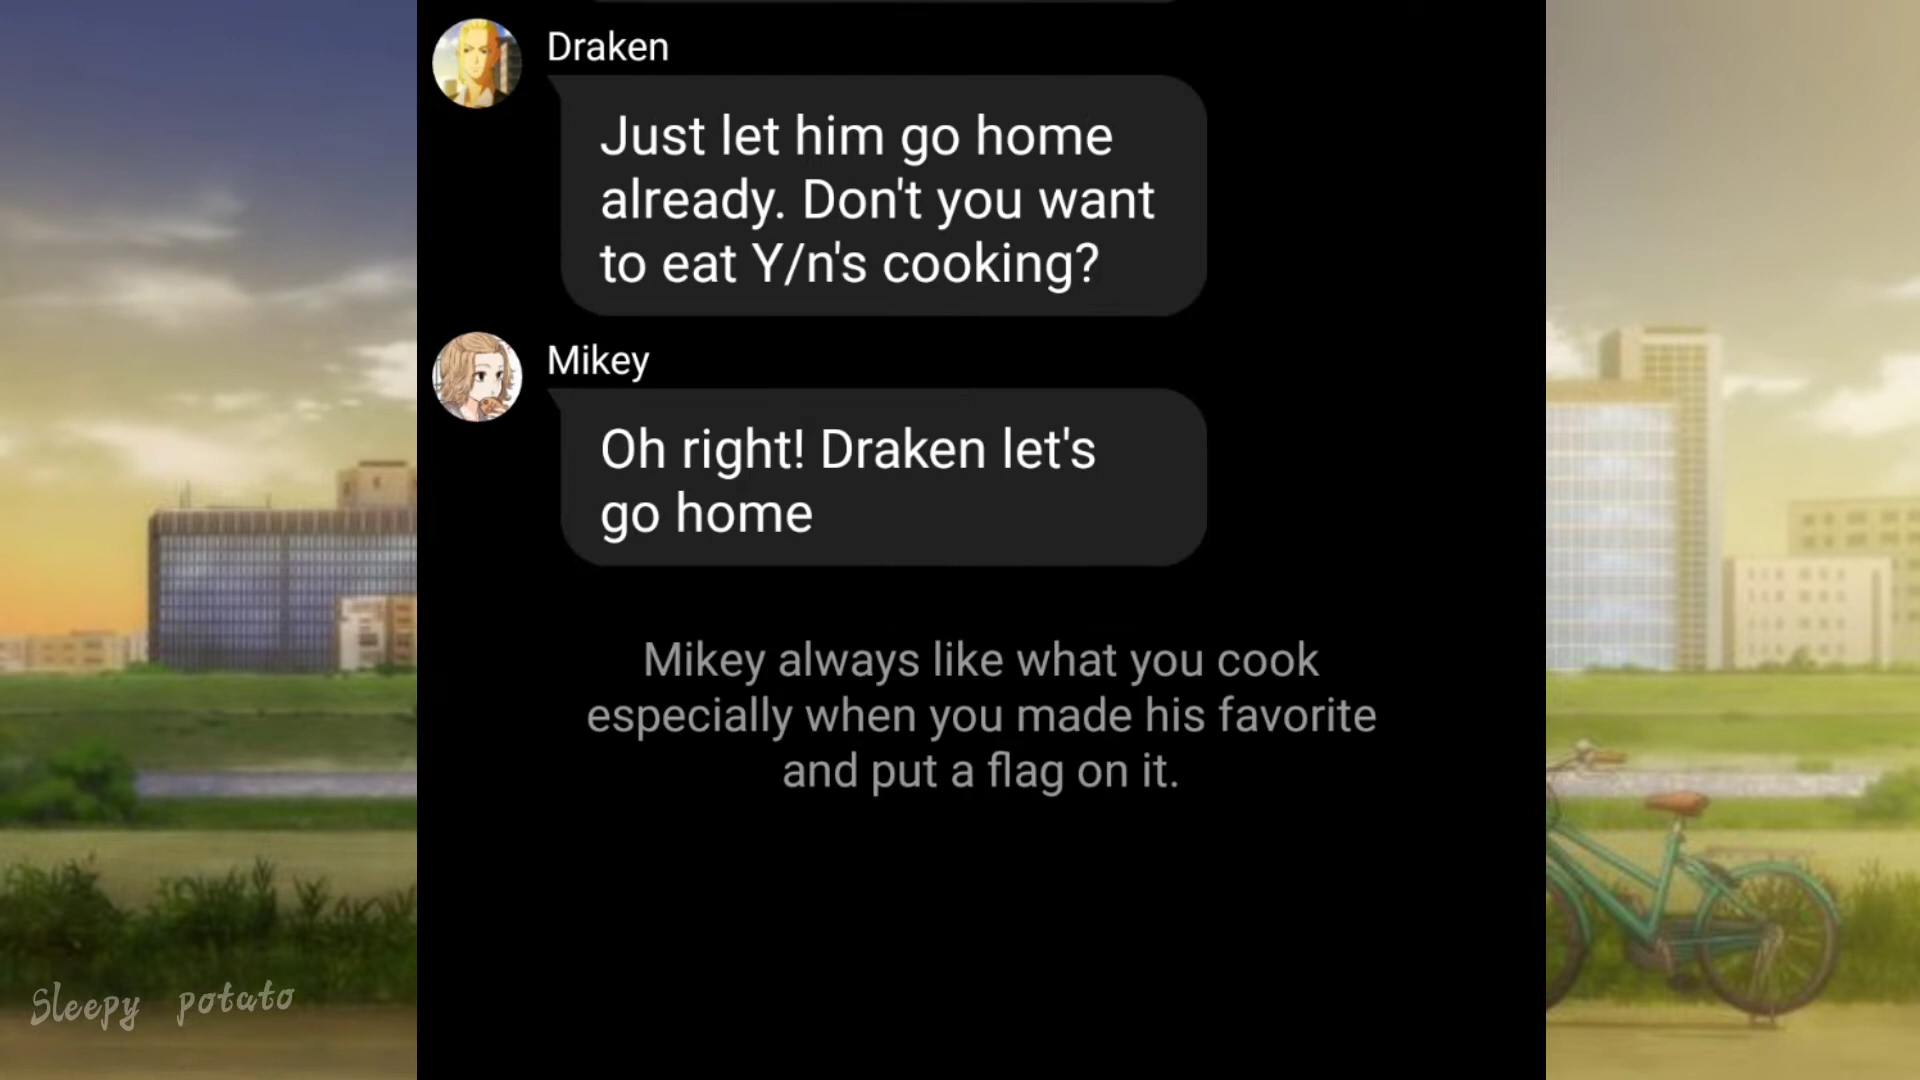 Draken
Just let him go home
already. Don't you want
to eat Y/n's cooking?
Mikey
Oh right! Draken let's
go home
Mikey always like what you cook
especially when you made his favorite
and put a flag on it.
Sleepy potato